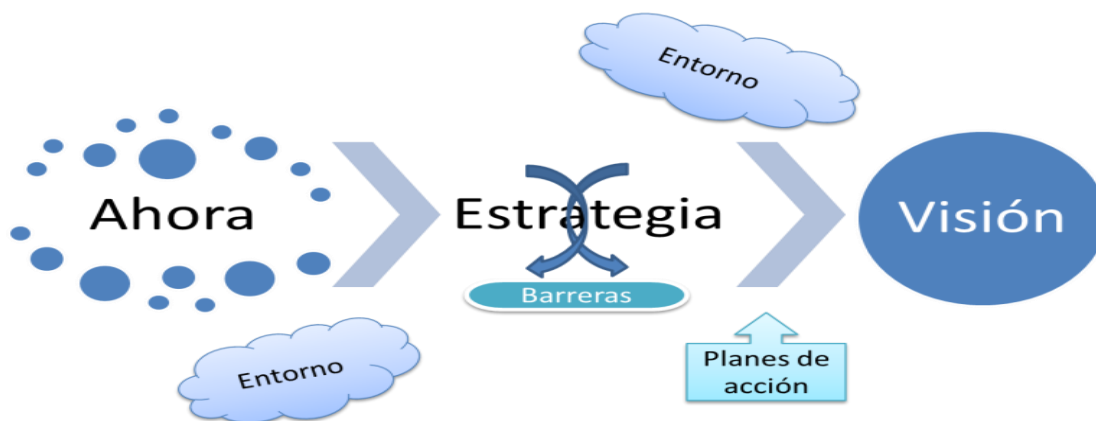 Entorno
Ahora
Estrategia
Visión
Barreras
Entorno
Planes de
acción